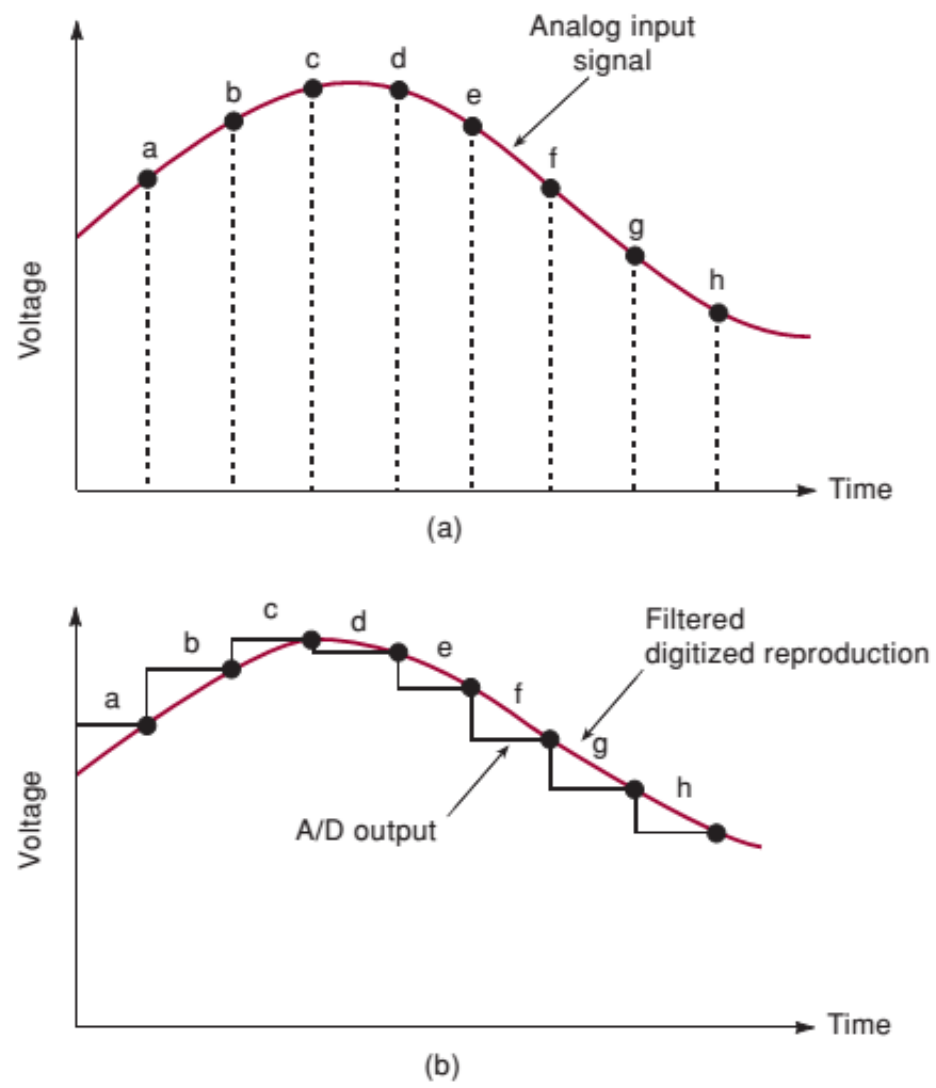 Analog input
signal
a
b
c
d
e
f
g
h
Voltage
Time
(a)
a
b
c
d
e
f
g
h
Filtered
digitized reproduction
A/D output
Voltage
Time
(b)